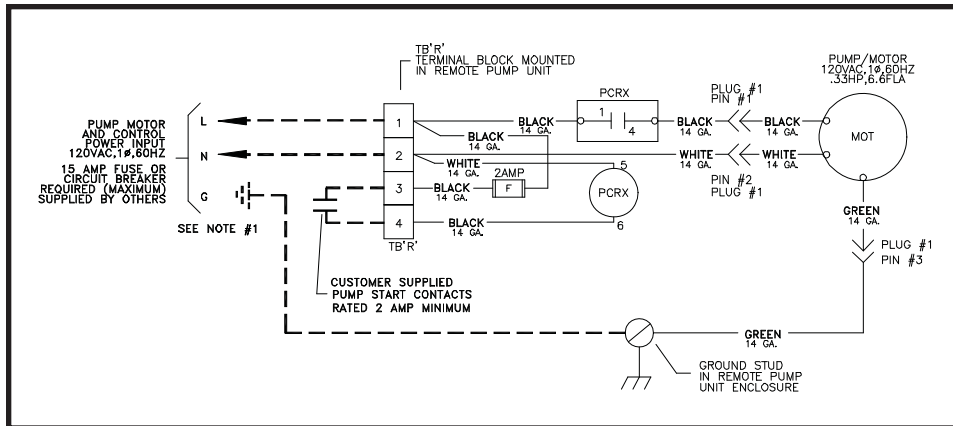 TB'R'
TERMINAL BLOCK MOUNTED
IN REMOTE PUMP UNIT
PUMP/MOTOR
120VAC,1ø,60HZ
.33HP,6.6FLA
PCRX
PLUG #1
PIN #1
L
1
1
4
BLACK
14 GA.
BLACK
14 GA.
BLACK
14 GA.
BLACK
14 GA.
MOT
PUMP MOTOR
AND CONTROL
POWER INPUT
120VAC,1ø,60HZ
15 AMP FUSE OR
CIRCUIT BREAKER
REQUIRED (MAXIMUM)
SUPPLIED BY OTHERS
N
2
WHITE
14 GA.
WHITE
14 GA.
WHITE
14 GA.
PIN #2
PLUG #1
G
3
BLACK
14 GA.
2AMP
F
5
PCRX
6
4
BLACK
14 GA.
TB'R'
SEE NOTE #1
GREEN
14 GA.
PLUG #1
PIN #3
CUSTOMER SUPPLIED
PUMP START CONTACTS
RATED 2 AMP MINIMUM
GREEN
14 GA.
GROUND STUD
IN REMOTE PUMP
UNIT ENCLOSURE